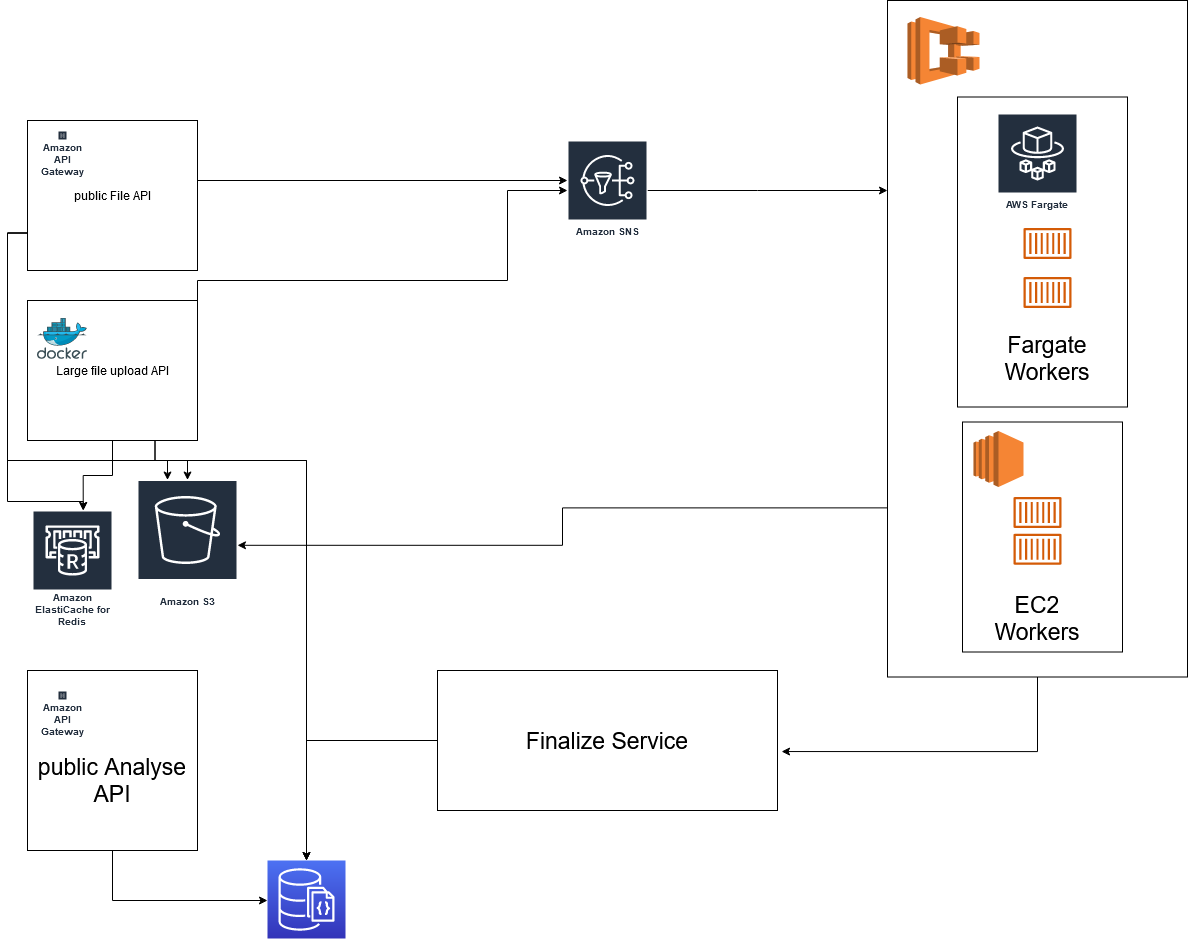 Amazon
API
Gateway
public File API
Amazon SNS
AWS Fargate
docker
Large file upload API
Fargate
Workers
R
Amazon
ElastiCache for
Redis
Amazon S3
EC2
Workers
Amazon
API
Gateway
public Analyse
API
Finalize Service
{}